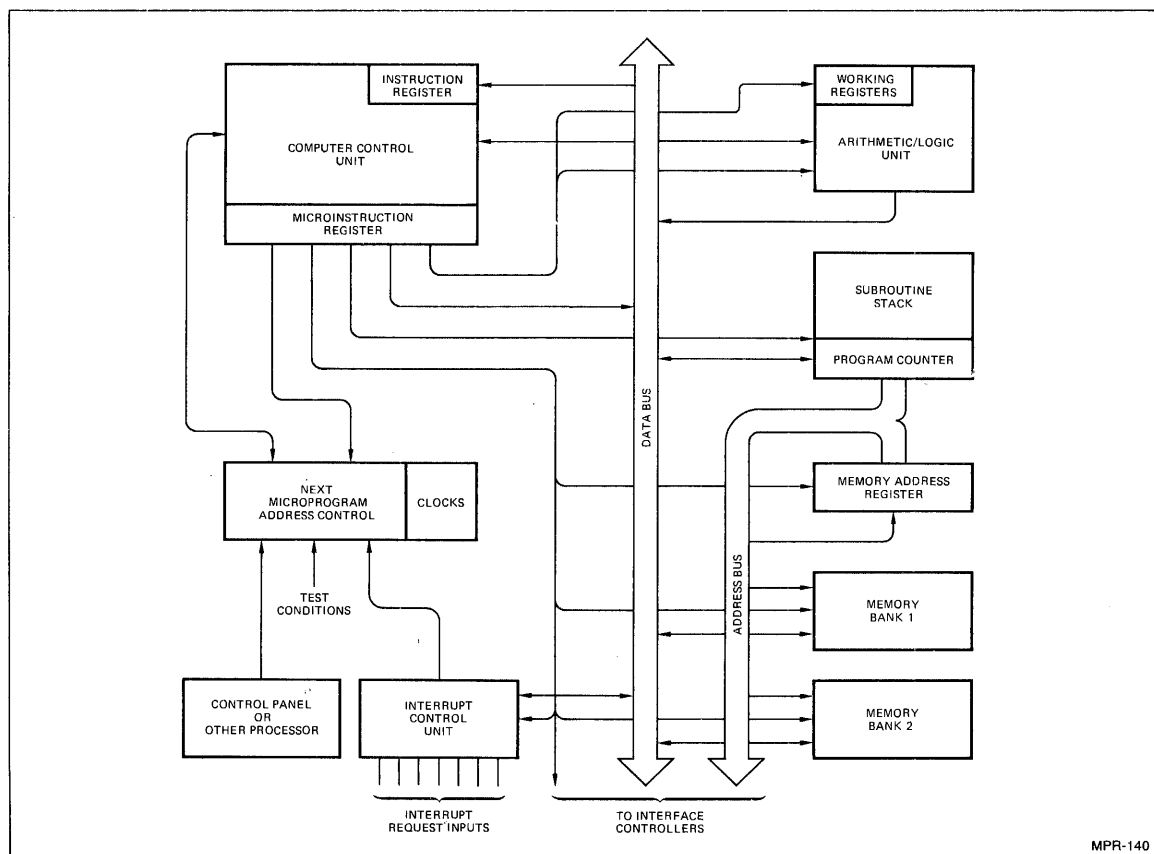 INSTRUCTION
REGISTER
COMPUTER CONTROL
UNIT
MICROINSTRUCTION
REGISTER
WORKING
REGISTERS
ARITHMETIC/LOGIC
UNIT
SUBROUTINE
STACK
PROGRAM COUNTER
DATA BUS
NEXT
MICROPROGRAM
ADDRESS CONTROL
CLOCKS
MEMORY ADDRESS
REGISTER
TEST
CONDITIONS
ADDRESS BUS
MEMORY
BANK 1
CONTROL PANEL
OR
OTHER PROCESSOR
INTERRUPT
CONTROL
UNIT
MEMORY
BANK 2
INTERRUPT
REQUEST INPUTS
TO INTERFACE
CONTROLLERS
MPR-140